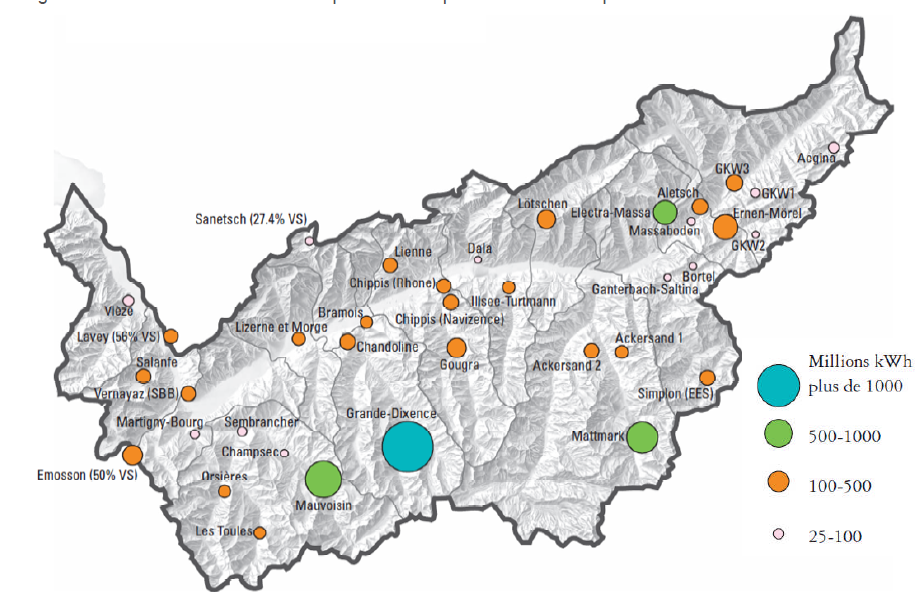 Aegina
GKW3
GKW1
Aletsch
Lötschen
Electra-Massa
Ernen-Mörel
Massaboden
GKW2
Sanetsch (27.4% VS)
Lienne
Dala
Bortel
Ganterbach-Saltina
Chippis (Rhone)
Illsee-Turtmann
Vièze
Bramois
Chippis (Navizence)
Lizerne et Morge
Lavey (56% VS)
Chandoline
Ackersand 1
Salanfe
Gougra
Ackersand 2
Millions kWh
plus de 1000
Vernayaz (SBB)
Simplon (EES)
Martigny-Bourg
Sembrancher
Grande-Dixence
Mattmark
500-1000
Champsec
Emosson (50% VS)
Orsières
100-500
Mauvoisin
Les Toules
25-100